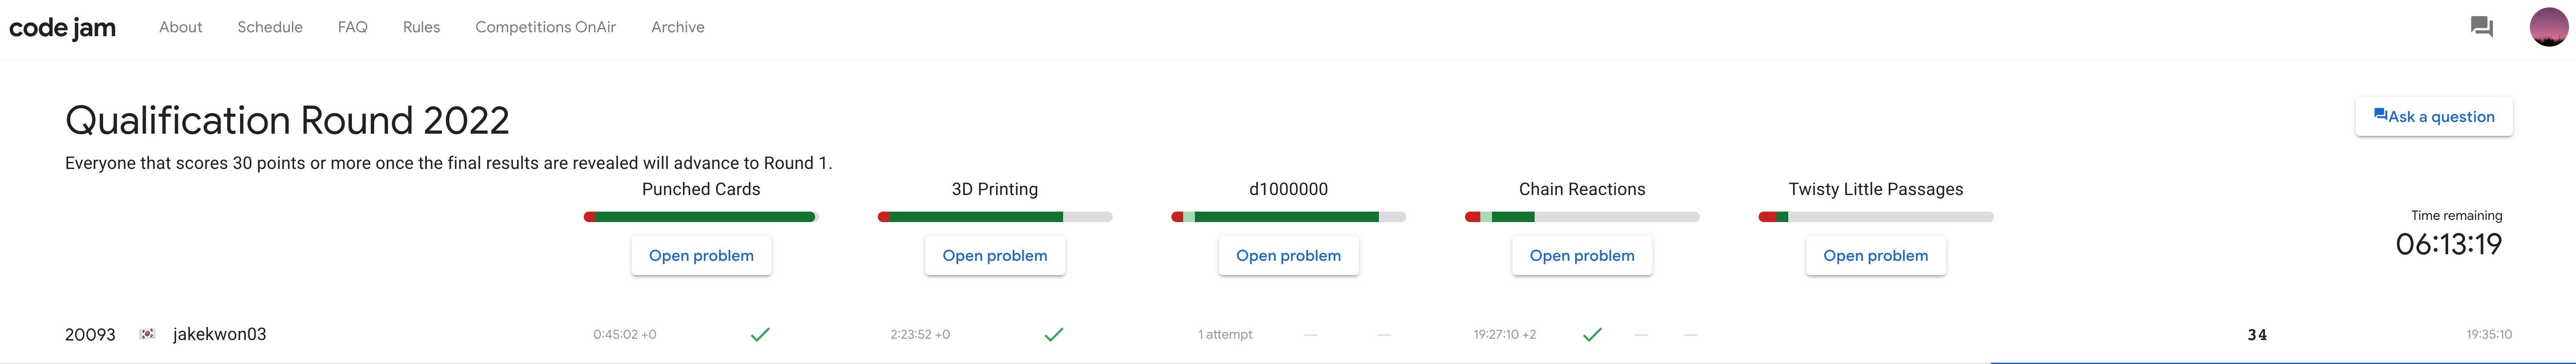 code jam About Schedule FAQ Rules Competitions OnAir Archive
Qualification Round 2022
Ask a question
Everyone that scores 30 points or more once the final results are revealed will advance to Round 1.
Punched Cards 3D Printing d1000000 Chain Reactions Twisty Little Passages
Time remaining
06:13:19
Open problem Open problem Open problem Open problem Open problem
20093 jakekwon03 0:45:02 +0 2:23:52 +0 1 attempt — — 19:27:10 +2 — — 34 19:35:10